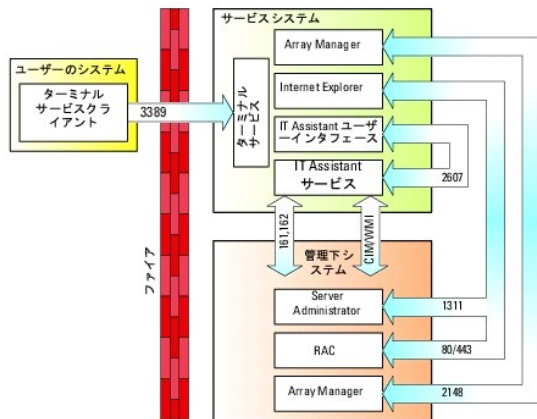 サービスシステム
Array Manager
ユーザーのシステム
ターミナル
サービスクラ
イアント
3389
ターミナル
サービス
Internet Explorer
IT Assistant ユーザ
ーインタフェース
IT Assistant
サービス
2607
161,162
CIM/WMI
ファイア
管理下シ
ステム
Server
Administrator
1311
RAC
80/443
Array Manager
2148